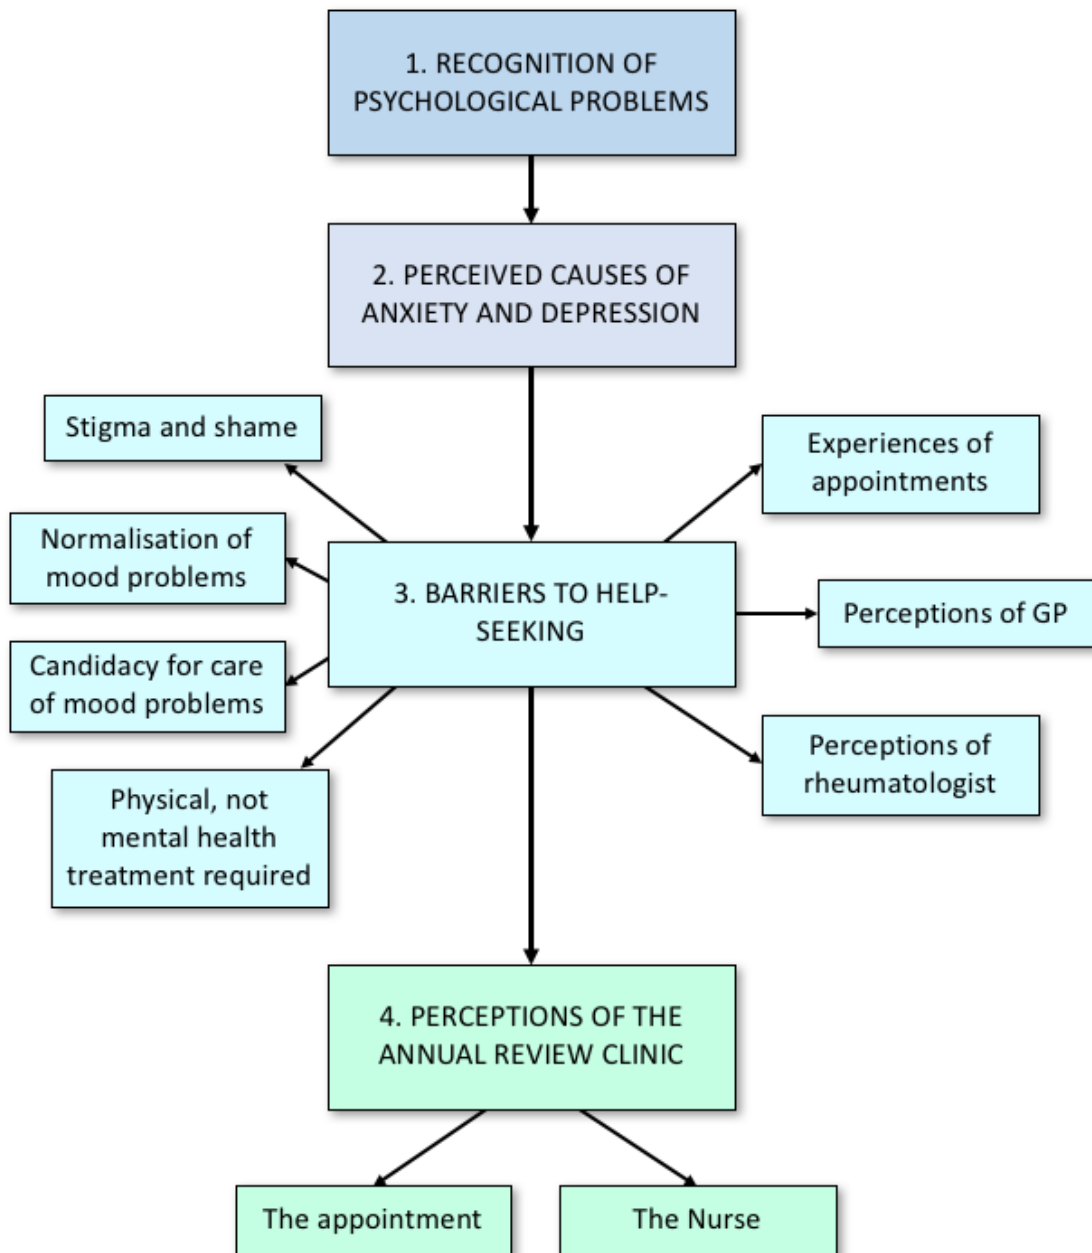 1. RECOGNITION OF
PSYCHOLOGICAL PROBLEMS
2. PERCEIVED CAUSES OF
ANXIETY AND DEPRESSION
Stigma and shame
Experiences of
appointments
Normalisation of
mood problems
3. BARRIERS TO HELP-
SEEKING
Perceptions of GP
Candidacy for care
of mood problems
Perceptions of
rheumatologist
Physical, not
mental health
treatment required
4. PERCEPTIONS OF THE
ANNUAL REVIEW CLINIC
The appointment
The Nurse